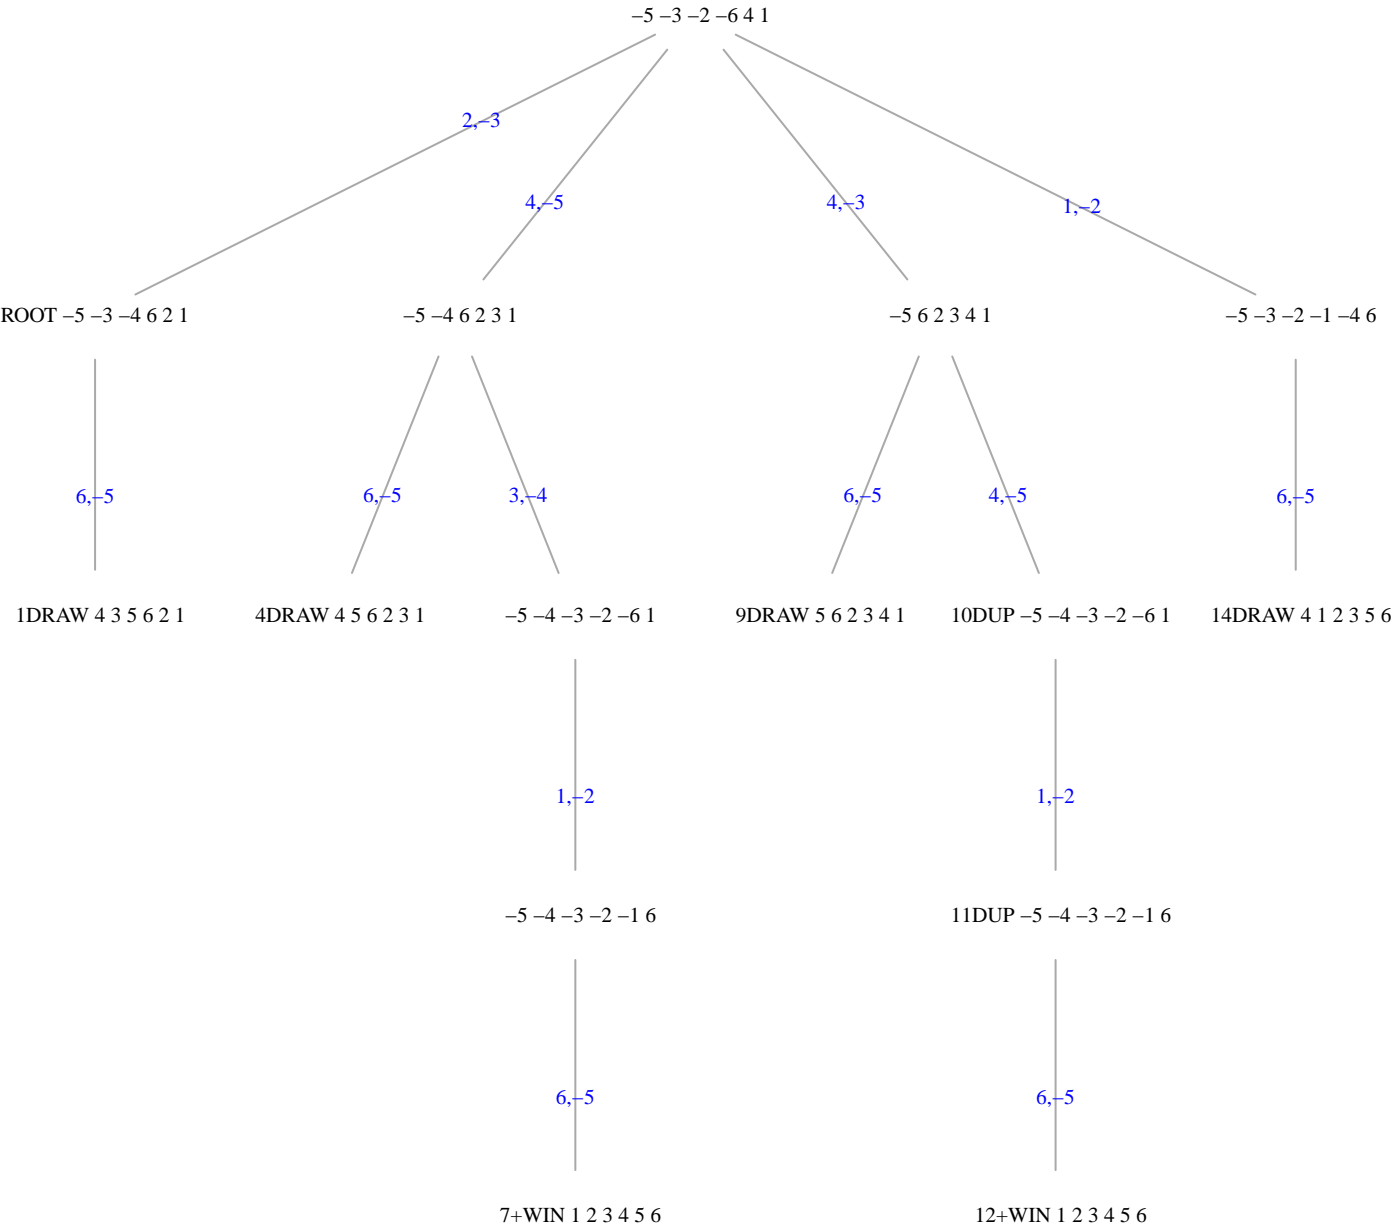 –5 –3 –2 –6 4 1
2,–3
4,–5
4,–3
1,–2
ROOT –5 –3 –4 6 2 1
–5 –4 6 2 3 1
–5 6 2 3 4 1
–5 –3 –2 –1 –4 6
6,–5
6,–5
3,–4
6,–5
4,–5
6,–5
1DRAW 4 3 5 6 2 1
4DRAW 4 5 6 2 3 1
–5 –4 –3 –2 –6 1
9DRAW 5 6 2 3 4 1
10DUP –5 –4 –3 –2 –6 1
14DRAW 4 1 2 3 5 6
1,–2
1,–2
–5 –4 –3 –2 –1 6
11DUP –5 –4 –3 –2 –1 6
6,–5
6,–5
7+WIN 1 2 3 4 5 6
12+WIN 1 2 3 4 5 6